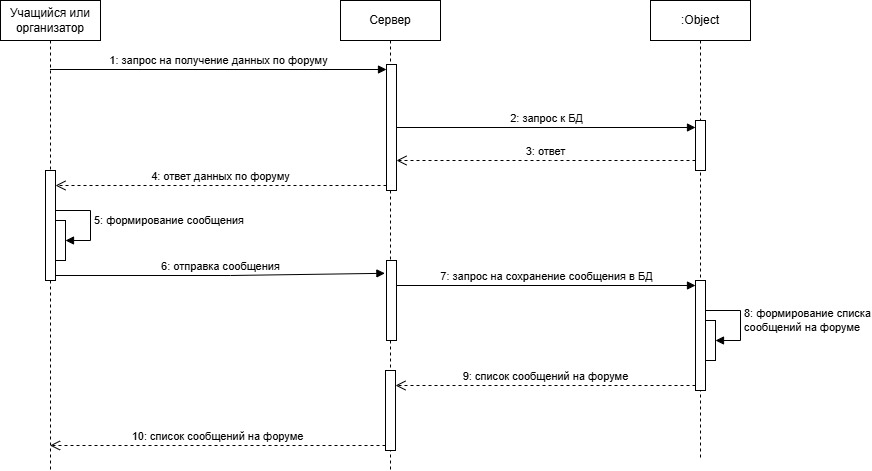 Учащийся или
организатор
Сервер
:Object
1: запрос на получение данных по форуму
2: запрос к БД
3: ответ
4: ответ данных по форуму
5: формирование сообщения
6: отправка сообщения
7: запрос на сохранение сообщения в БД
8: формирование списка
сообщений на форуме
9: список сообщений на форуме
10: список сообщений на форуме